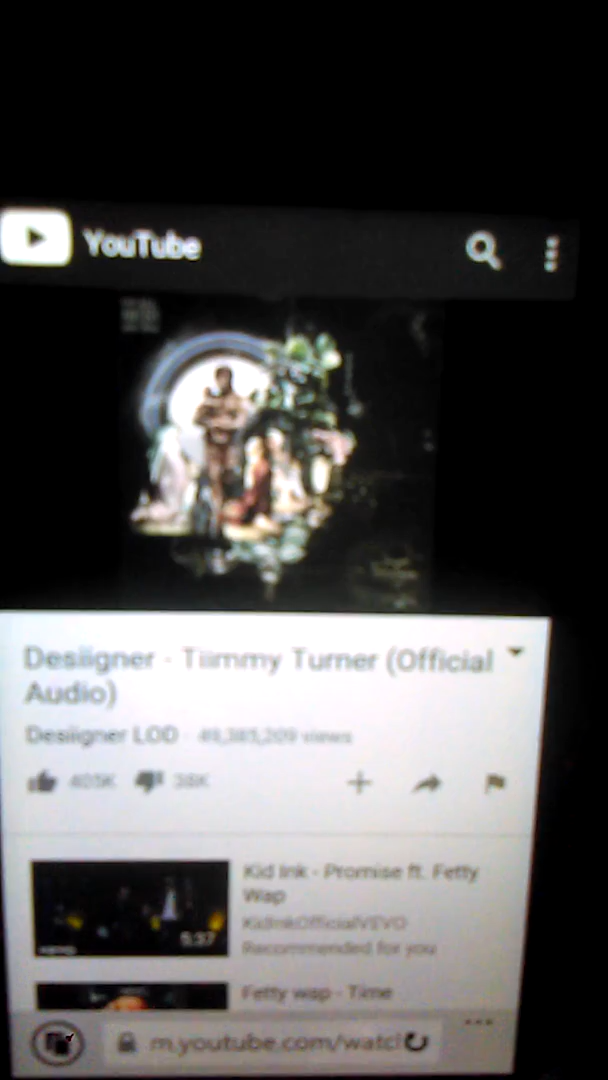 YouTube
Desiigner - Tiimmy Turner (Official
Audio)
Desiigner LOD views
405K 38K
Kid Ink - Promise ft. Fetty
Wap
KidInkOfficialVEVO
5:37
Recommended for you
Fetty wap - Time
m.youtube.com/watc